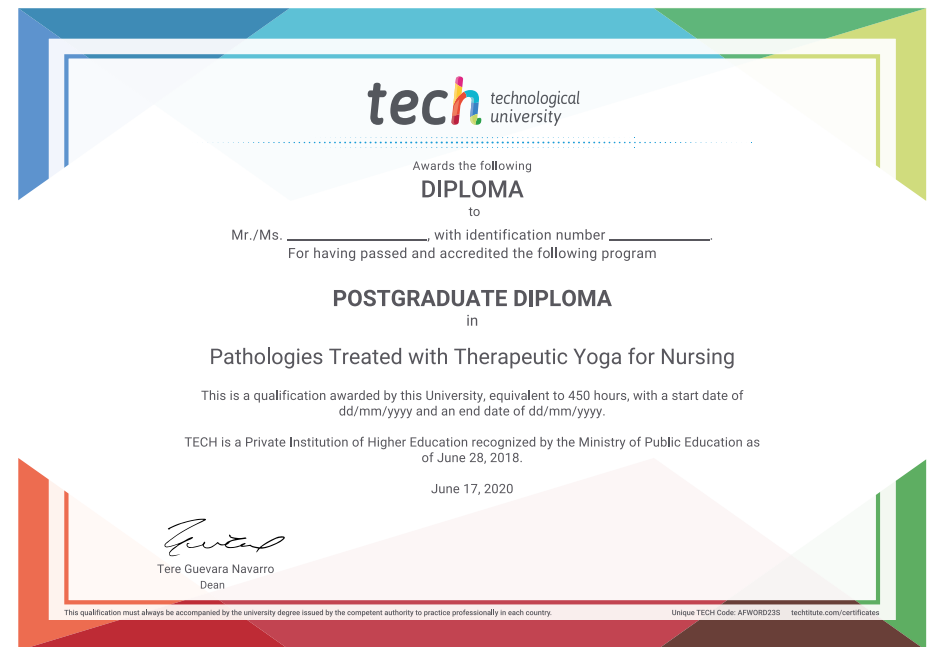 tech technological
university
Awards the following
DIPLOMA
to
Mr./Ms. ____________, with identification number ____________.
For having passed and accredited the following program
POSTGRADUATE DIPLOMA
in
Pathologies Treated with Therapeutic Yoga for Nursing
This is a qualification awarded by this University, equivalent to 450 hours, with a start date of
dd/mm/yyyy and an end date of dd/mm/yyyy.
TECH is a Private Institution of Higher Education recognized by the Ministry of Public Education as
of June 28, 2018.
June 17, 2020
Tere Guevara Navarro
Dean
This qualification must always be accompanied by the university degree issued by the competent authority to practice professionally in each country.
Unique TECH Code: AFWORD23S techtitute.com/certificates